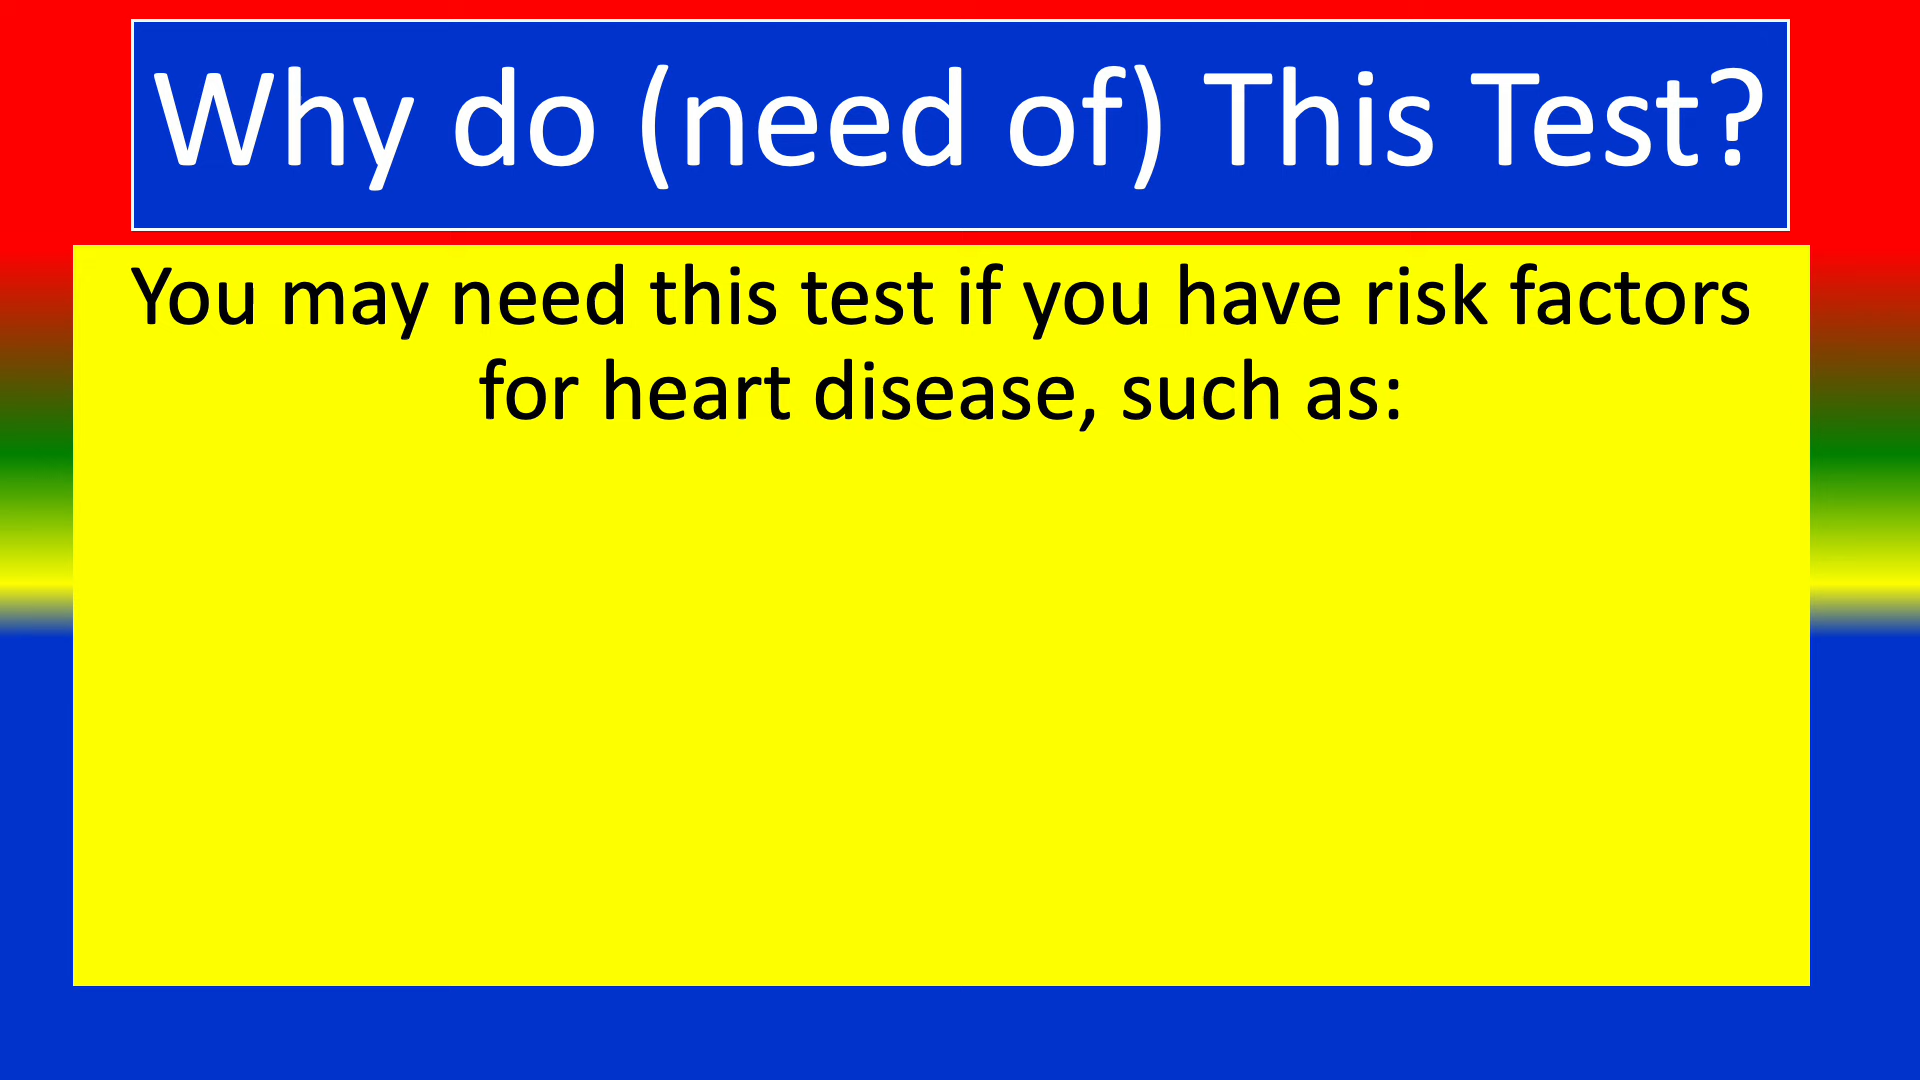 Why do (need of) This Test?
You may need this test if you have risk factors
for heart disease, such as: